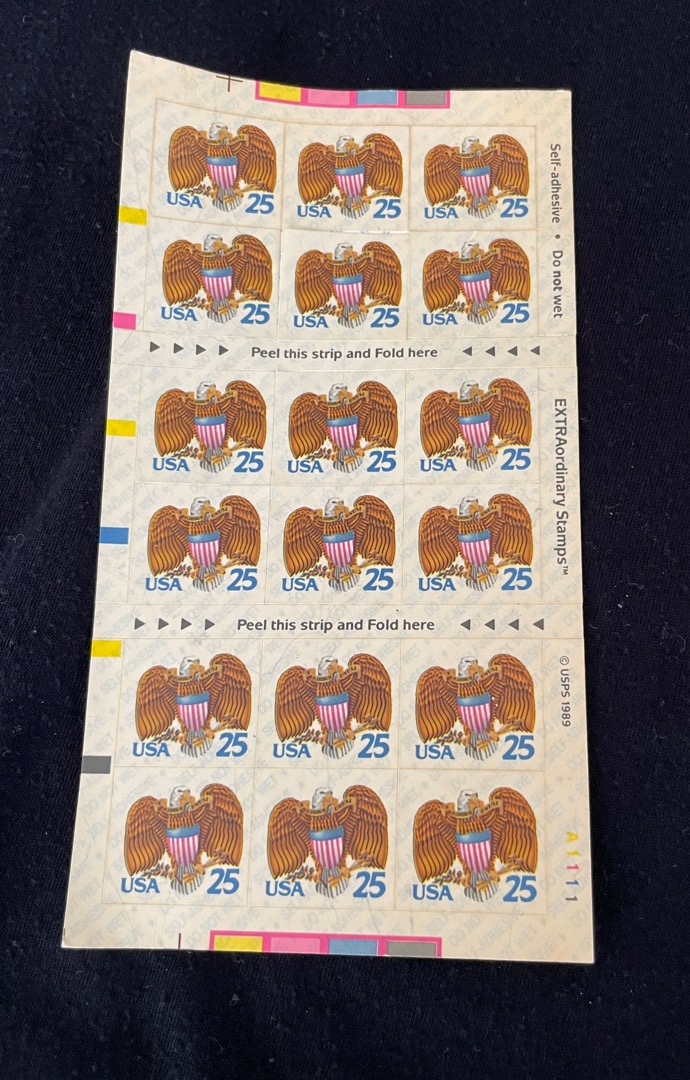 USA 25 USA 25 USA 25
USA 25 USA 25 USA 25
Peel this strip and Fold here
USA 25 USA 25 USA 25
USA 25 USA 25 USA 25
Peel this strip and Fold here
USA 25 USA 25 USA 25
USA 25 USA 25 USA 25
Self-adhesive • Do not wet
EXTRAordinary Stamps™
© USPS 1989
A1111